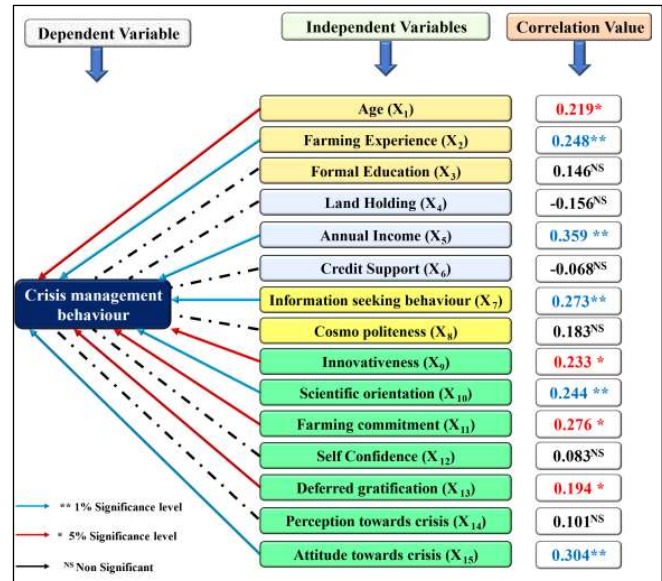 Dependent Variable
Independent Variables
Correlation Value
Age (X₁)
0.219*
Farming Experience (X₂)
0.248**
Formal Education (X₃)
0.146ᴺˢ
Land Holding (X₄)
-0.156ᴺˢ
Annual Income (X₅)
0.359 **
Credit Support (X₆)
-0.068ᴺˢ
Crisis management
behaviour
Information seeking behaviour (X₇)
0.273**
Cosmo politeness (X₈)
0.183ᴺˢ
Innovativeness (X₉)
0.233 *
Scientific orientation (X₁₀)
0.244 **
Farming commitment (X₁₁)
0.276 *
Self Confidence (X₁₂)
0.083ᴺˢ
Deferred gratification (X₁₃)
0.194 *
Perception towards crisis (X₁₄)
0.101ᴺˢ
Attitude towards crisis (X₁₅)
0.304**
** 1% Significance level
* 5% Significance level
ᴺˢ Non Significant